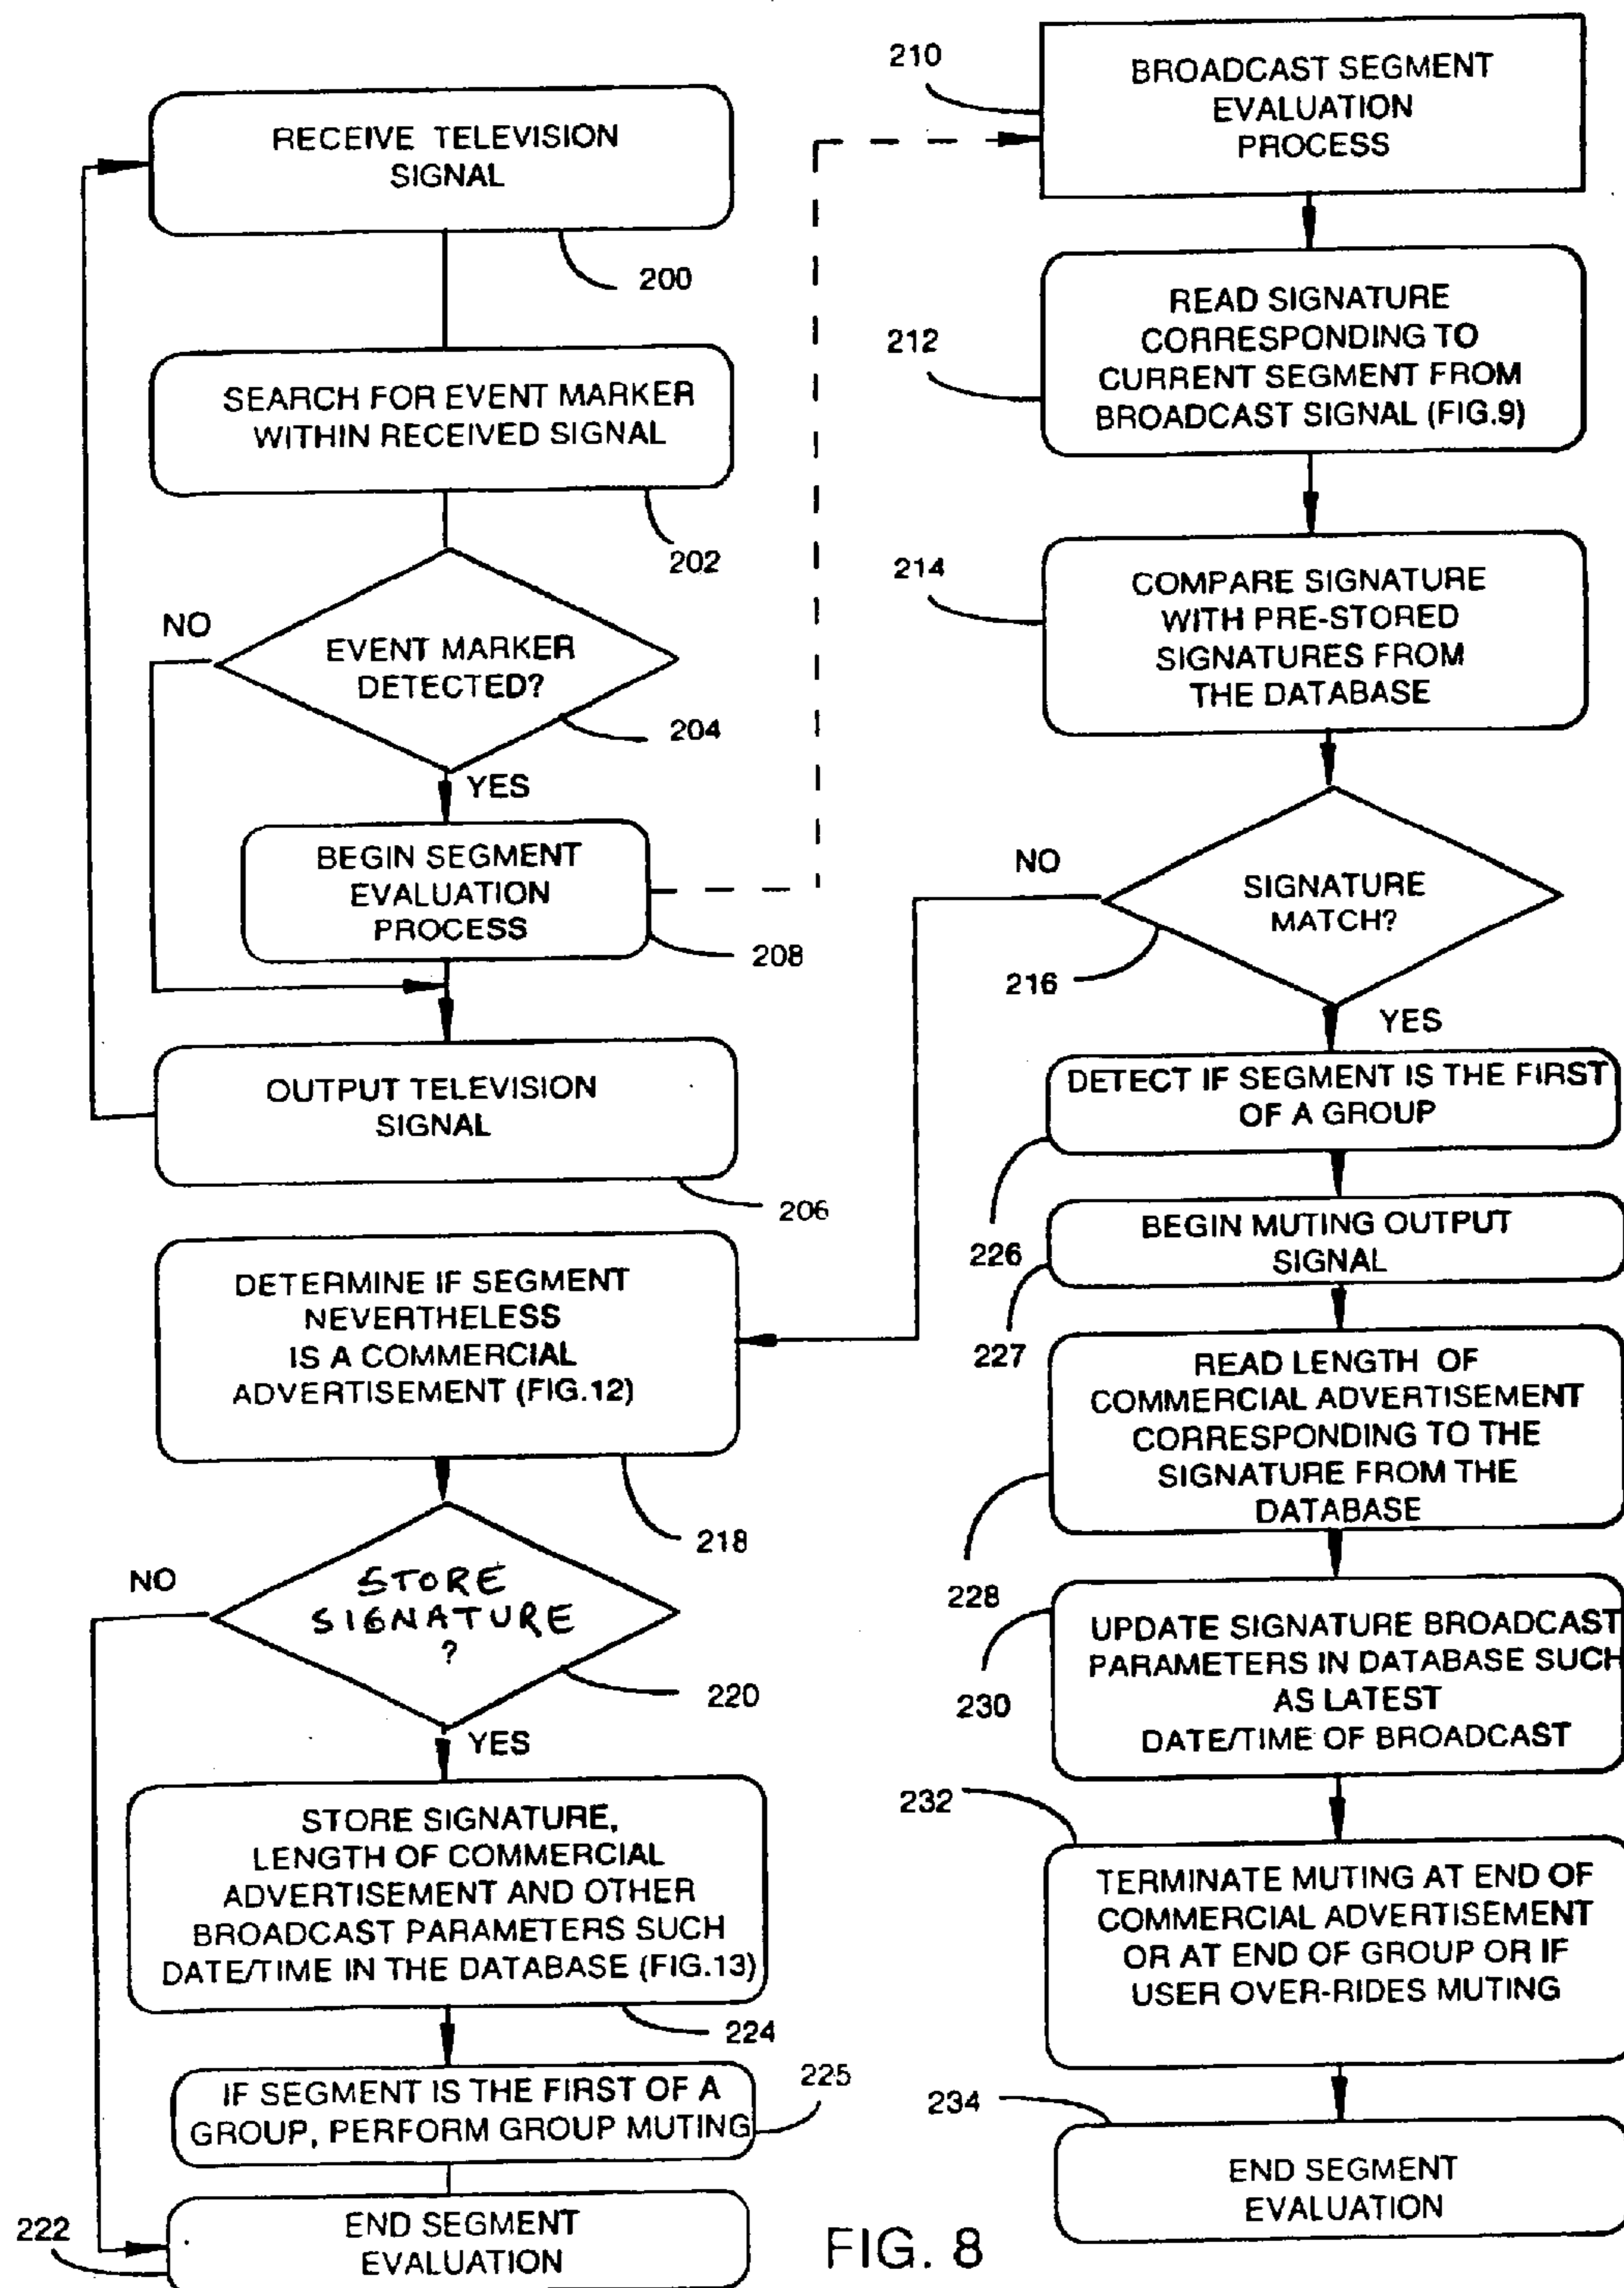 RECEIVE TELEVISION
SIGNAL
200
SEARCH FOR EVENT MARKER
WITHIN RECEIVED SIGNAL
202
NO
EVENT MARKER
DETECTED?
204
YES
BEGIN SEGMENT
EVALUATION
PROCESS
208
OUTPUT TELEVISION
SIGNAL
206
DETERMINE IF SEGMENT
NEVERTHELESS
IS A COMMERCIAL
ADVERTISEMENT (FIG.12)
218
NO
STORE
SIGNATURE
?
220
YES
STORE SIGNATURE,
LENGTH OF COMMERCIAL
ADVERTISEMENT AND OTHER
BROADCAST PARAMETERS SUCH
DATE/TIME IN THE DATABASE (FIG.13)
224
IF SEGMENT IS THE FIRST OF A
GROUP, PERFORM GROUP MUTING
225
222
END SEGMENT
EVALUATION
210
BROADCAST SEGMENT
EVALUATION
PROCESS
212
READ SIGNATURE
CORRESPONDING TO
CURRENT SEGMENT FROM
BROADCAST SIGNAL (FIG.9)
214
COMPARE SIGNATURE
WITH PRE-STORED
SIGNATURES FROM
THE DATABASE
NO
SIGNATURE
MATCH?
216
YES
DETECT IF SEGMENT IS THE FIRST
OF A GROUP
226
BEGIN MUTING OUTPUT
SIGNAL
227
READ LENGTH OF
COMMERCIAL ADVERTISEMENT
CORRESPONDING TO THE
SIGNATURE FROM THE
DATABASE
228
UPDATE SIGNATURE BROADCAST
PARAMETERS IN DATABASE SUCH
AS LATEST
DATE/TIME OF BROADCAST
230
232
TERMINATE MUTING AT END OF
COMMERCIAL ADVERTISEMENT
OR AT END OF GROUP OR IF
USER OVER-RIDES MUTING
234
END SEGMENT
EVALUATION
FIG. 8